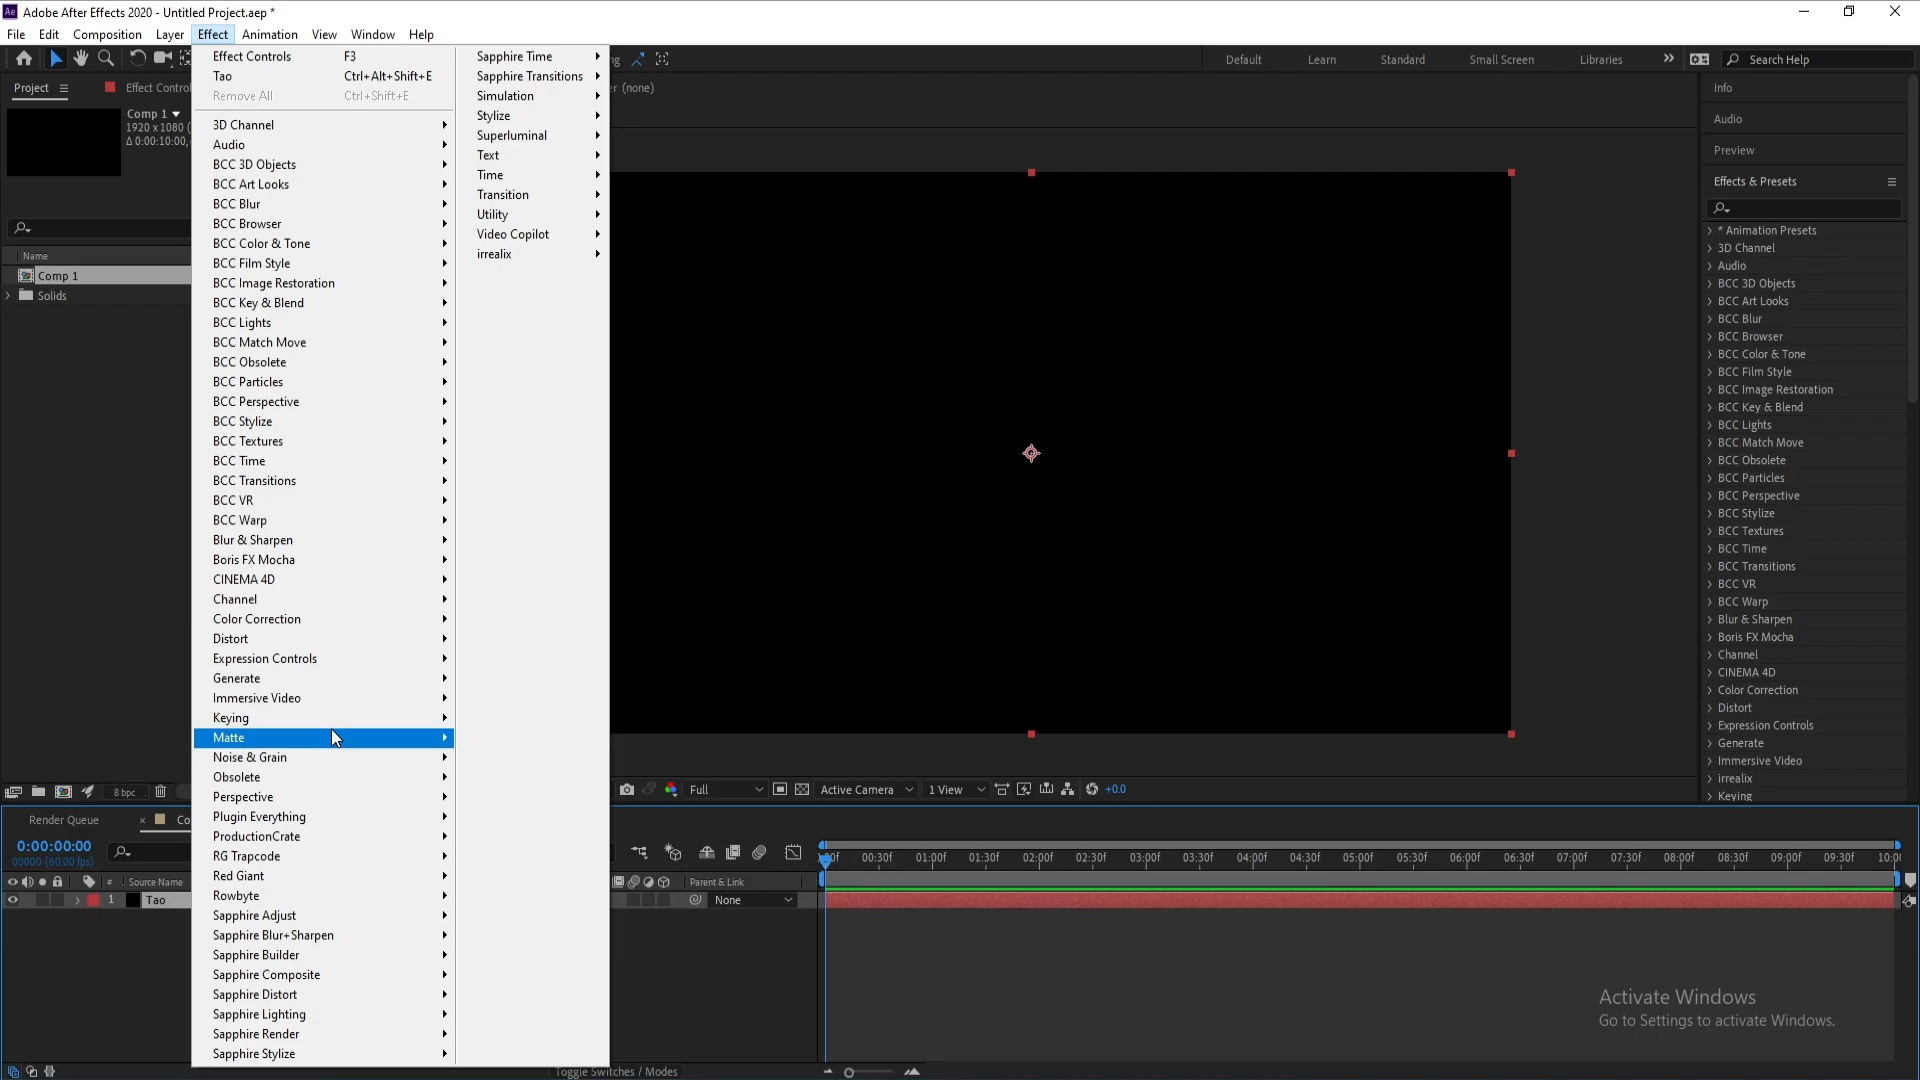 Ae Adobe After Effects 2020 - Untitled Project.aep *
File Edit Composition Layer Effect Animation View Window Help
Default Learn Standard Small Screen Libraries Search Help
Project Effect Control
(none)
Comp 1
1920 x 1080 (
Δ 0:00:10:00,
Name
Comp 1
Solids
Effect Controls F3
Tao Ctrl+Alt+Shift+E
Remove All Ctrl+Shift+E
3D Channel
Audio
BCC 3D Objects
BCC Art Looks
BCC Blur
BCC Browser
BCC Color & Tone
BCC Film Style
BCC Image Restoration
BCC Key & Blend
BCC Lights
BCC Match Move
BCC Obsolete
BCC Particles
BCC Perspective
BCC Stylize
BCC Textures
BCC Time
BCC Transitions
BCC VR
BCC Warp
Blur & Sharpen
Boris FX Mocha
CINEMA 4D
Channel
Color Correction
Distort
Expression Controls
Generate
Immersive Video
Keying
Matte
Noise & Grain
Obsolete
Perspective
Plugin Everything
ProductionCrate
RG Trapcode
Red Giant
Rowbyte
Sapphire Adjust
Sapphire Blur+Sharpen
Sapphire Builder
Sapphire Composite
Sapphire Distort
Sapphire Lighting
Sapphire Render
Sapphire Stylize
Sapphire Time
Sapphire Transitions
Simulation
Stylize
Superluminal
Text
Time
Transition
Utility
Video Copilot
irrealix
Info
Audio
Preview
Effects & Presets
* Animation Presets
3D Channel
Audio
BCC 3D Objects
BCC Art Looks
BCC Blur
BCC Browser
BCC Color & Tone
BCC Film Style
BCC Image Restoration
BCC Key & Blend
BCC Lights
BCC Match Move
BCC Obsolete
BCC Particles
BCC Perspective
BCC Stylize
BCC Textures
BCC Time
BCC Transitions
BCC VR
BCC Warp
Blur & Sharpen
Boris FX Mocha
Channel
CINEMA 4D
Color Correction
Distort
Expression Controls
Generate
Immersive Video
irrealix
Keying
8 bpc
Full Active Camera 1 View +0.0
Render Queue
0:00:00:00
00000 (60.00 fps)
00:30f 01:00f 01:30f 02:00f 02:30f 03:00f 03:30f 04:00f 04:30f 05:00f 05:30f 06:00f 06:30f 07:00f 07:30f 08:00f 08:30f 09:00f 09:30f 10:0
# Source Name Parent & Link
1 Tao None
Toggle Switches / Modes
Activate Windows
Go to Settings to activate Windows.